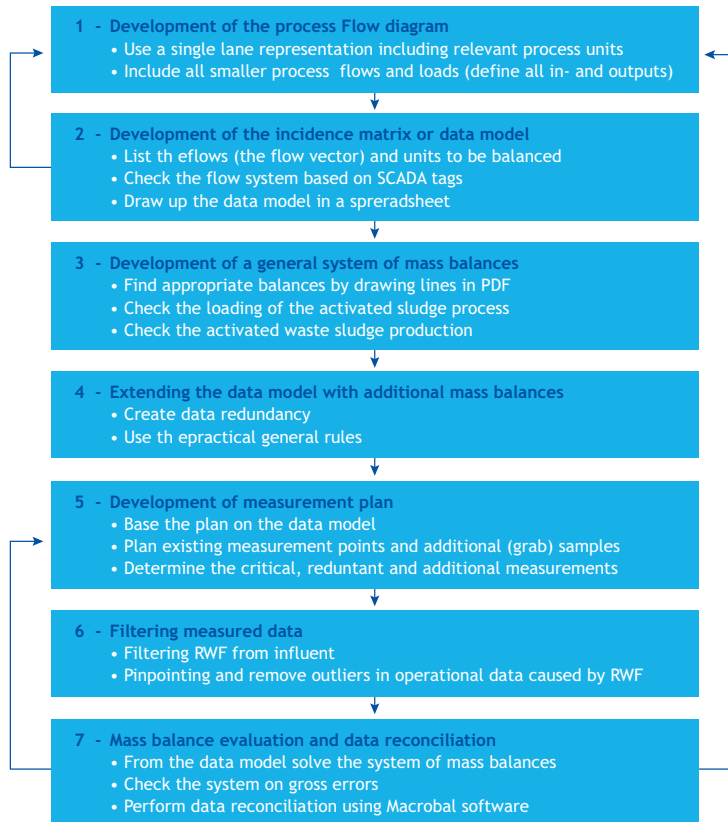 1 - Development of the process Flow diagram
• Use a single lane representation including relevant process units
• Include all smaller process flows and loads (define all in- and outputs)
2 - Development of the incidence matrix or data model
• List th eflows (the flow vector) and units to be balanced
• Check the flow system based on SCADA tags
• Draw up the data model in a spreradsheet
3 - Development of a general system of mass balances
• Find appropriate balances by drawing lines in PDF
• Check the loading of the activated sludge process
• Check the activated waste sludge production
4 - Extending the data model with additional mass balances
• Create data redundancy
• Use th epractical general rules
5 - Development of measurement plan
• Base the plan on the data model
• Plan existing measurement points and additional (grab) samples
• Determine the critical, reduntant and additional measurements
6 - Filtering measured data
• Filtering RWF from influent
• Pinpointing and remove outliers in operational data caused by RWF
7 - Mass balance evaluation and data reconciliation
• From the data model solve the system of mass balances
• Check the system on gross errors
• Perform data reconciliation using Macrobal software